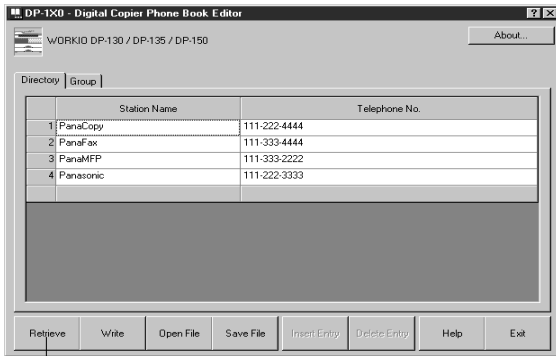 DP-1X0 - Digital Copier Phone Book Editor
WORKIO DP-130 / DP-135 / DP-150
About...
Directory Group
Station Name Telephone No.
1 PanaCopy 111-222-4444
2 PanaFax 111-333-4444
3 PanaMFP 111-333-2222
4 Panasonic 111-222-3333
Retrieve Write Open File Save File Insert Entry Delete Entry Help Exit